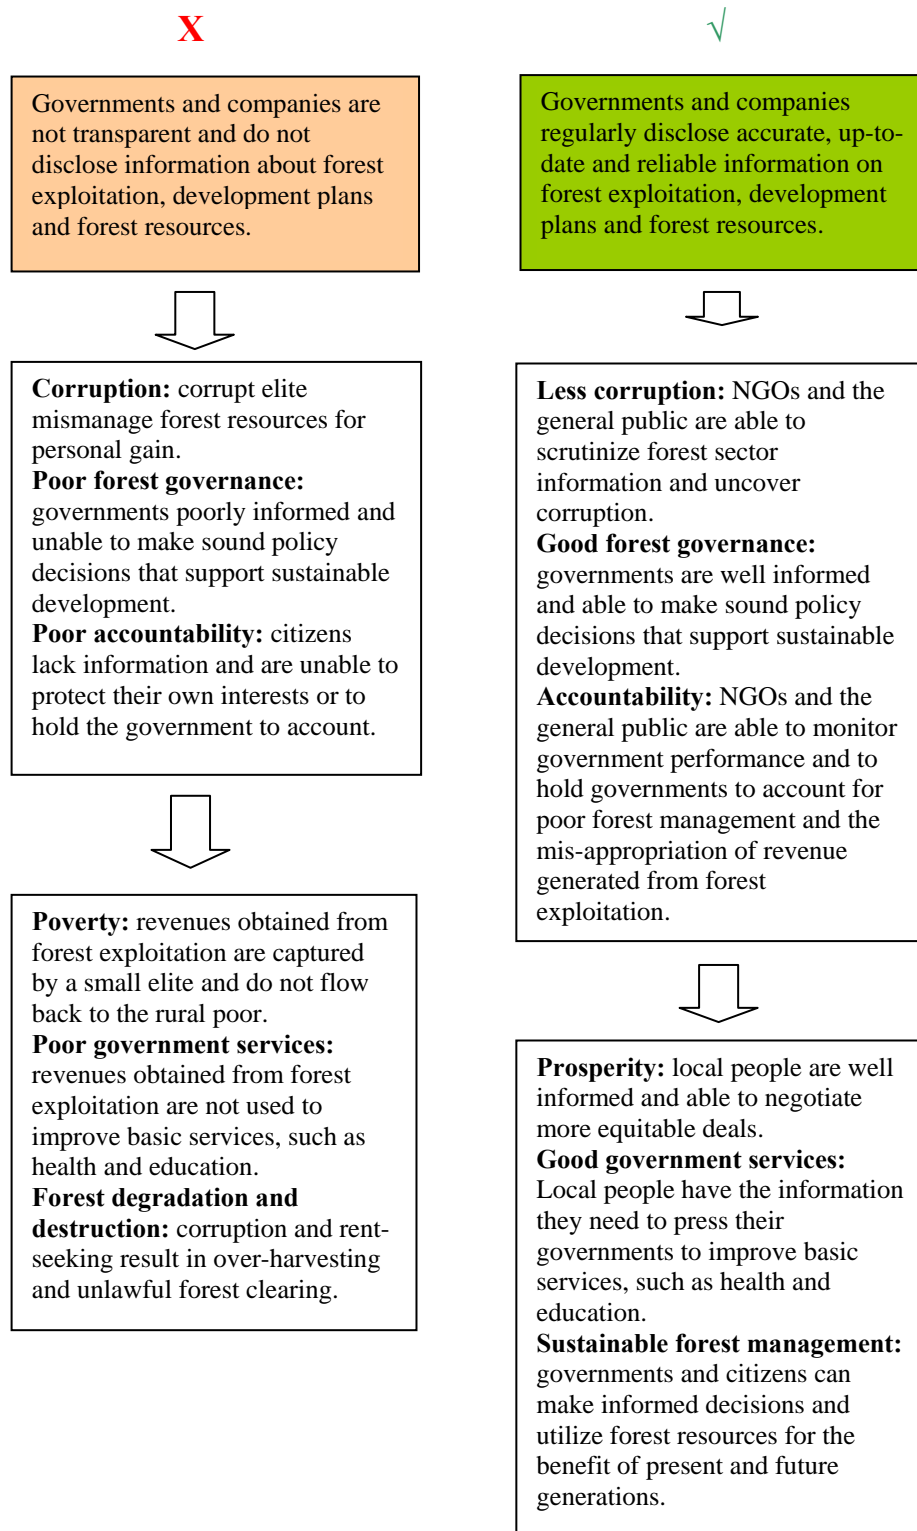 X
Governments and companies are
not transparent and do not
disclose information about forest
exploitation, development plans
and forest resources.
Corruption: corrupt elite
mismanage forest resources for
personal gain.
Poor forest governance:
governments poorly informed and
unable to make sound policy
decisions that support sustainable
development.
Poor accountability: citizens
lack information and are unable to
protect their own interests or to
hold the government to account.
Poverty: revenues obtained from
forest exploitation are captured
by a small elite and do not flow
back to the rural poor.
Poor government services:
revenues obtained from forest
exploitation are not used to
improve basic services, such as
health and education.
Forest degradation and
destruction: corruption and rent-
seeking result in over-harvesting
and unlawful forest clearing.
√
Governments and companies
regularly disclose accurate, up-to-
date and reliable information on
forest exploitation, development
plans and forest resources.
Less corruption: NGOs and the
general public are able to
scrutinize forest sector
information and uncover
corruption.
Good forest governance:
governments are well informed
and able to make sound policy
decisions that support sustainable
development.
Accountability: NGOs and the
general public are able to monitor
government performance and to
hold governments to account for
poor forest management and the
mis-appropriation of revenue
generated from forest
exploitation.
Prosperity: local people are well
informed and able to negotiate
more equitable deals.
Good government services:
Local people have the information
they need to press their
governments to improve basic
services, such as health and
education.
Sustainable forest management:
governments and citizens can
make informed decisions and
utilize forest resources for the
benefit of present and future
generations.